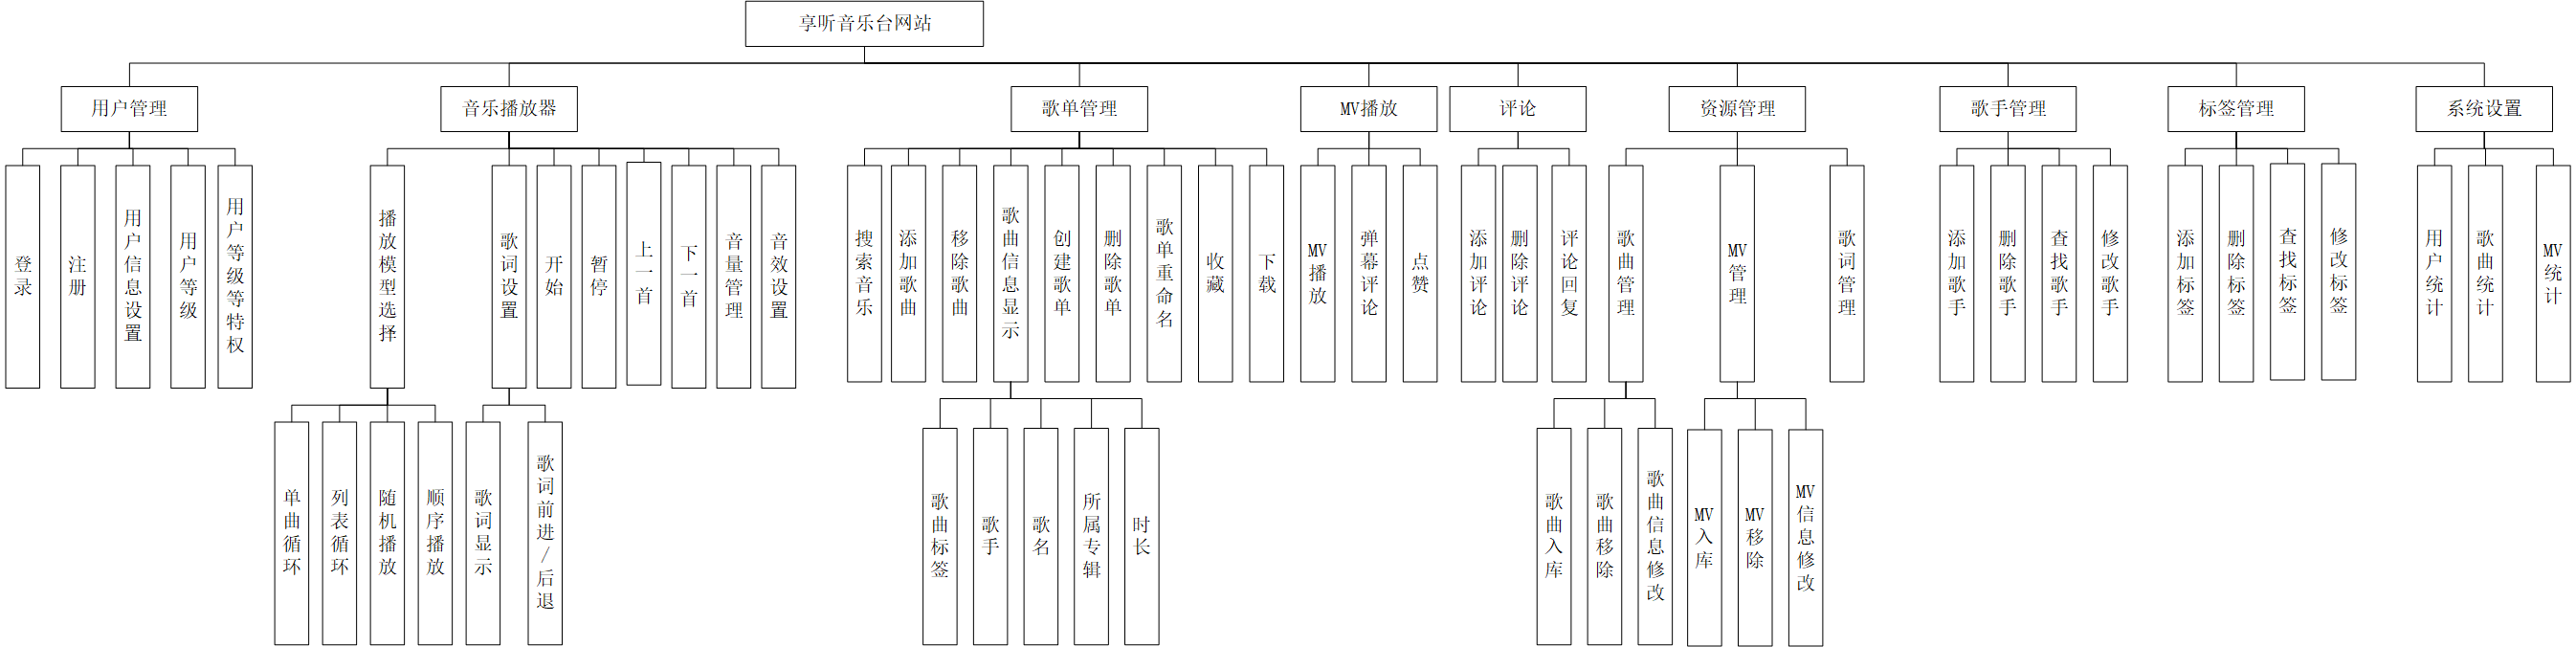 享听音乐台网站
用户管理
音乐播放器
歌单管理
MV播放
评论
资源管理
歌手管理
标签管理
系统设置
登录
注册
用户信息设置
用户等级
用户等级等特权
播放模型选择
歌词设置
开始
暂停
上一首
下一首
音量管理
音效设置
搜索音乐
添加歌曲
移除歌曲
歌曲信息显示
创建歌单
删除歌单
歌单重命名
收藏
下载
MV播放
弹幕评论
点赞
添加评论
删除评论
评论回复
歌曲管理
MV管理
歌词管理
添加歌手
删除歌手
查找歌手
修改歌手
添加标签
删除标签
查找标签
修改标签
用户统计
歌曲统计
MV统计
单曲循环
列表循环
随机播放
顺序播放
歌词显示
歌词前进/后退
歌曲标签
歌手
歌名
所属专辑
时长
歌曲入库
歌曲移除
歌曲信息修改
MV入库
MV移除
MV信息修改